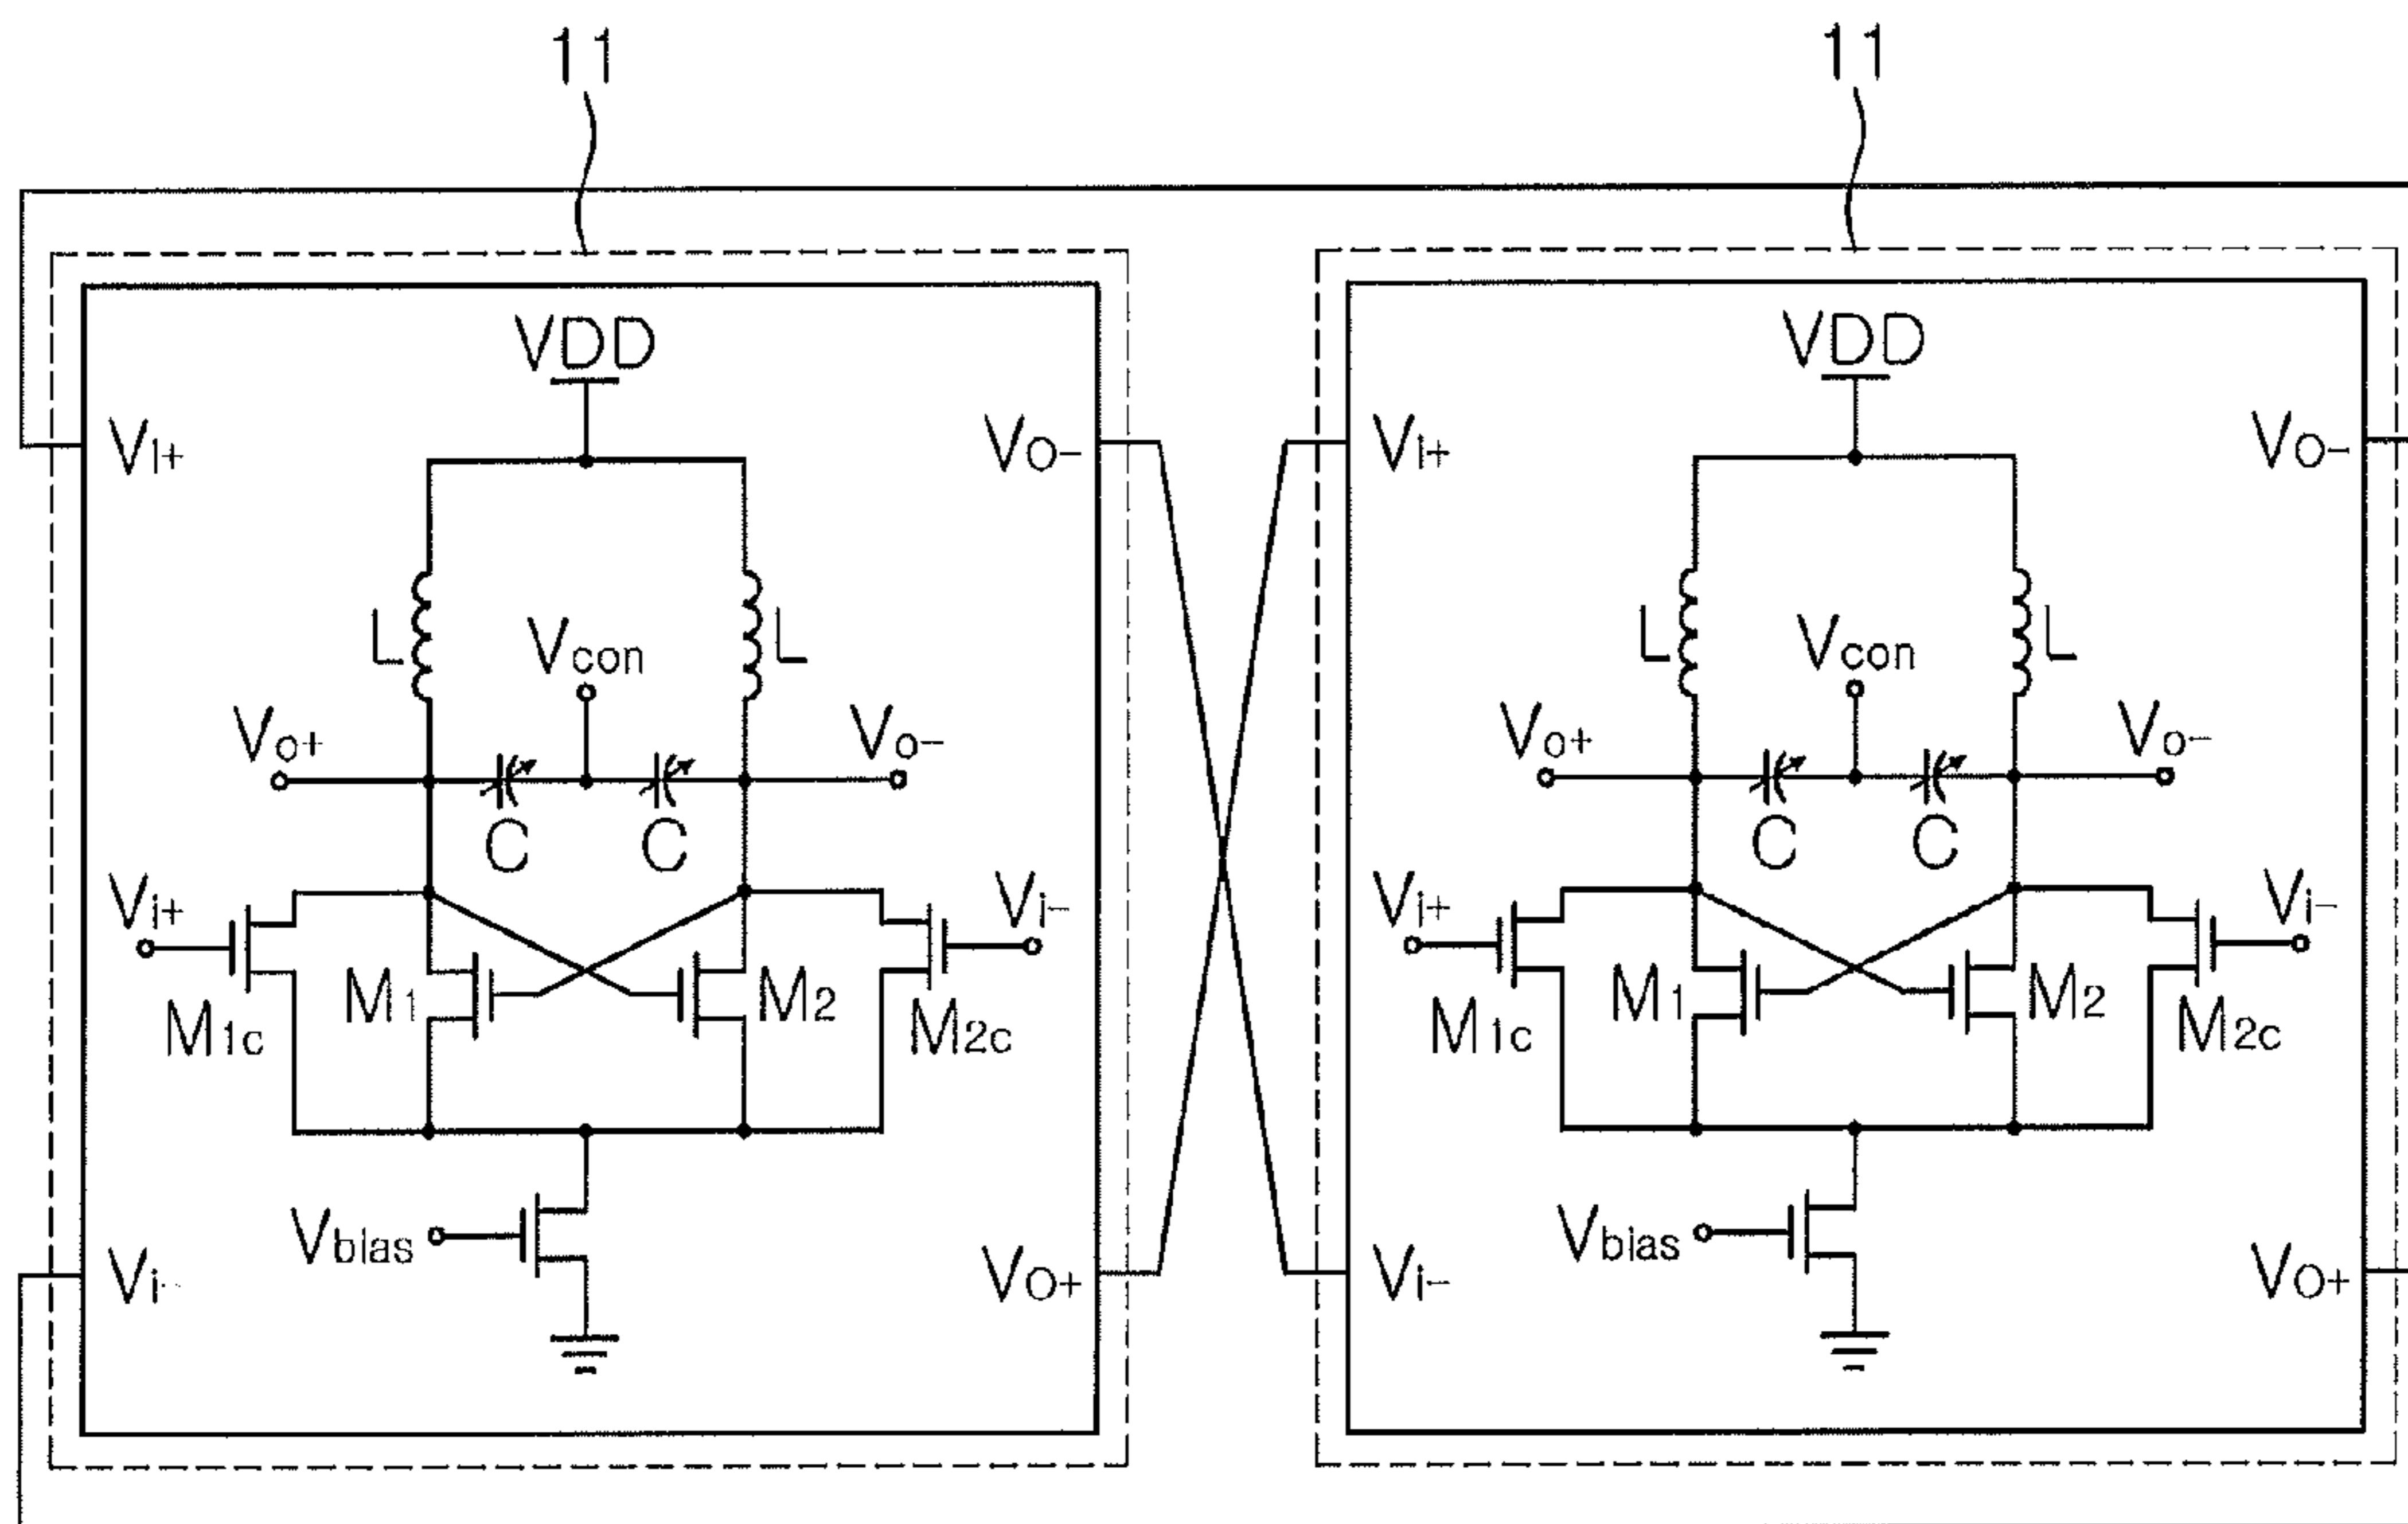 11 11
VDD VDD
VI+ VO- VI+ VO-
L Vcon L L Vcon L
Vo+ Vo- Vo+ Vo-
C C C C
Vi+ Vi- Vi+ Vi-
M1c M1 M2 M2c M1c M1 M2 M2c
Vbias Vbias
Vi- VO+ Vi- VO+